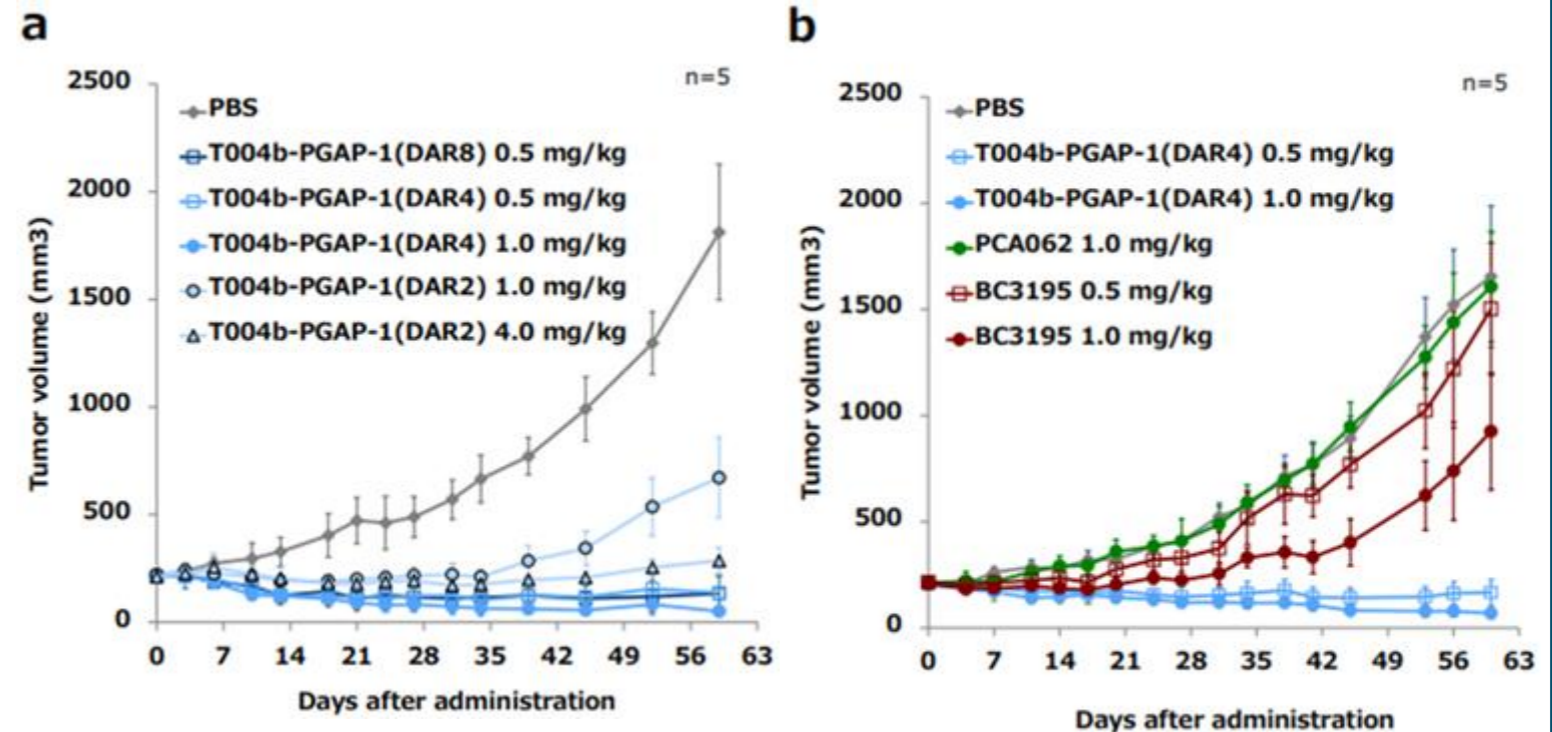 a
n=5
2500
2000
1500
1000
500
0
Tumor volume (mm3)
PBS
T004b-PGAP-1(DAR8) 0.5 mg/kg
T004b-PGAP-1(DAR4) 0.5 mg/kg
T004b-PGAP-1(DAR4) 1.0 mg/kg
T004b-PGAP-1(DAR2) 1.0 mg/kg
T004b-PGAP-1(DAR2) 4.0 mg/kg
0 7 14 21 28 35 42 49 56 63
Days after administration
b
n=5
2500
2000
1500
1000
500
0
Tumor volume (mm3)
PBS
T004b-PGAP-1(DAR4) 0.5 mg/kg
T004b-PGAP-1(DAR4) 1.0 mg/kg
PCA062 1.0 mg/kg
BC3195 0.5 mg/kg
BC3195 1.0 mg/kg
0 7 14 21 28 35 42 49 56 63
Days after administration